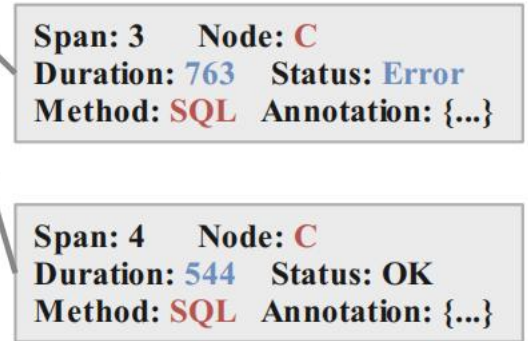 Span: 3 Node: C
Duration: 763 Status: Error
Method: SQL Annotation: {...}
Span: 4 Node: C
Duration: 544 Status: OK
Method: SQL Annotation: {...}